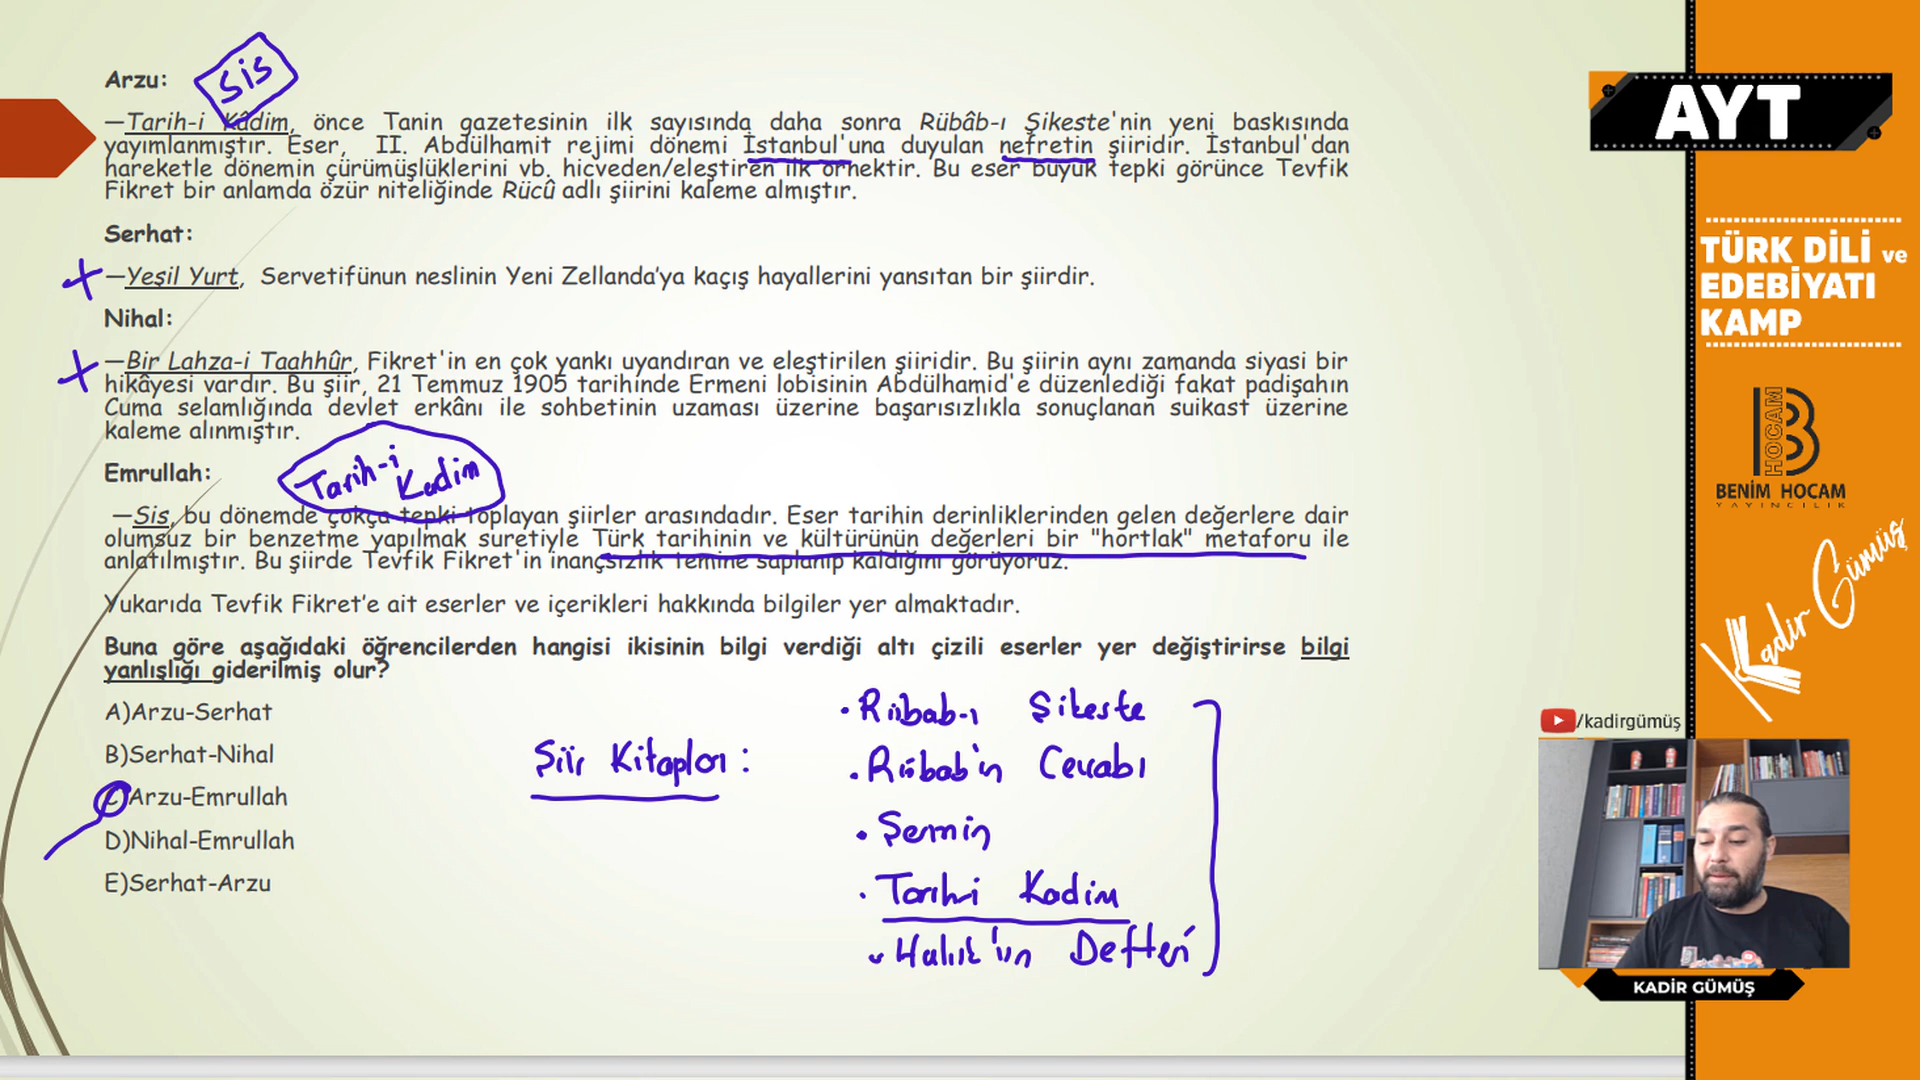 Arzu:
Sis
—Tarih-i Kâdim, önce Tanin gazetesinin ilk sayısında daha sonra Rübâb-ı Şikeste'nin yeni baskısında
yayımlanmıştır. Eser, II. Abdülhamit rejimi dönemi İstanbul'una duyulan nefretin şiiridir. İstanbul'dan
hareketle dönemin çürümüşlüklerini vb. hicveden/eleştiren ilk örnektir. Bu eser büyük tepki görünce Tevfik
Fikret bir anlamda özür niteliğinde Rücû adlı şiirini kaleme almıştır.
Serhat:
—Yeşil Yurt, Servetifünun neslinin Yeni Zellanda’ya kaçış hayallerini yansıtan bir şiirdir.
Nihal:
—Bir Lahza-i Taahhûr, Fikret'in en çok yankı uyandıran ve eleştirilen şiiridir. Bu şiirin aynı zamanda siyasi bir
hikâyesi vardır. Bu şiir, 21 Temmuz 1905 tarihinde Ermeni lobisinin Abdülhamid'e düzenlediği fakat padişahın
Cuma selamlığında devlet erkânı ile sohbetinin uzaması üzerine başarısızlıkla sonuçlanan suikast üzerine
kaleme alınmıştır.
Emrullah:
Tarih-i Kadim
—Sis, bu dönemde çokça tepki toplayan şiirler arasındadır. Eser tarihin derinliklerinden gelen değerlere dair
olumsuz bir benzetme yapılmak suretiyle Türk tarihinin ve kültürünün değerleri bir "hortlak" metaforu ile
anlatılmıştır. Bu şiirde Tevfik Fikret'in inançsızlık temine saplanıp kaldığını görüyoruz.
Yukarıda Tevfik Fikret’e ait eserler ve içerikleri hakkında bilgiler yer almaktadır.
Buna göre aşağıdaki öğrencilerden hangisi ikisinin bilgi verdiği altı çizili eserler yer değiştirirse bilgi
yanlışlığı giderilmiş olur?
A)Arzu-Serhat
B)Serhat-Nihal
C)Arzu-Emrullah
D)Nihal-Emrullah
E)Serhat-Arzu
Şiir Kitapları:
• Rübab-ı Şikeste
• Rübab'ın Cevabı
• Şermin
• Tarihi Kadim
Haluk'un Defteri
AYT
TÜRK DİLİ ve
EDEBİYATI
KAMP
HOCAM
BENİM HOCAM
YAYINCILIK
Kadir Gümüş
/kadirgümüş
KADİR GÜMÜŞ